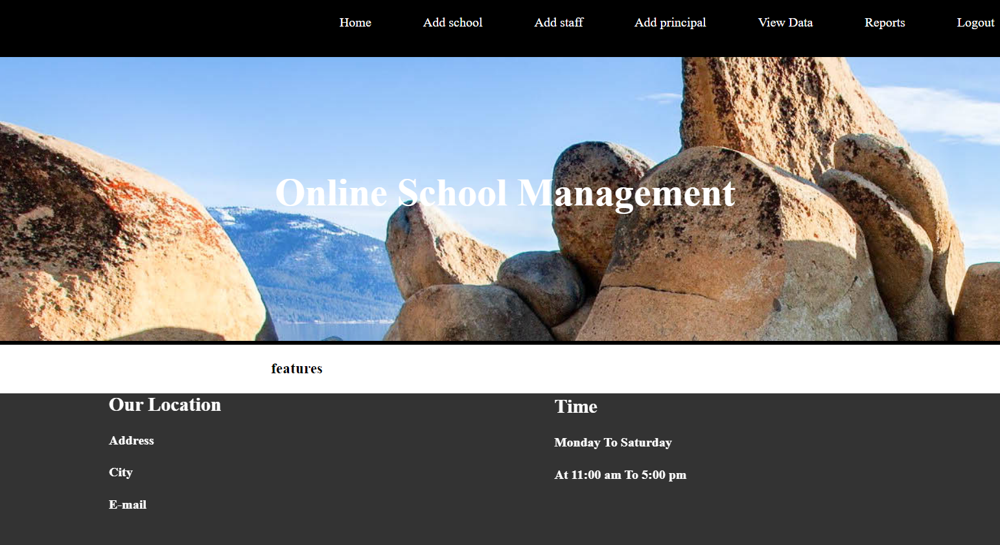 Home Add school Add staff Add principal View Data Reports Logout
Online School Management
features
Our Location
Address
City
E-mail
Time
Monday To Saturday
At 11:00 am To 5:00 pm